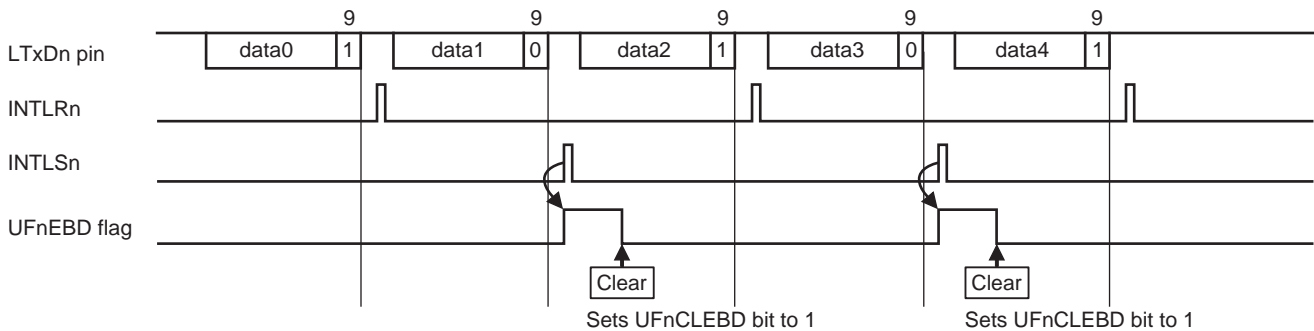 9 9 9 9 9
LTxDn pin data0 1 data1 0 data2 1 data3 0 data4 1
INTLRn
INTLSn
UFnEBD flag
Clear Clear
Sets UFnCLEBD bit to 1 Sets UFnCLEBD bit to 1